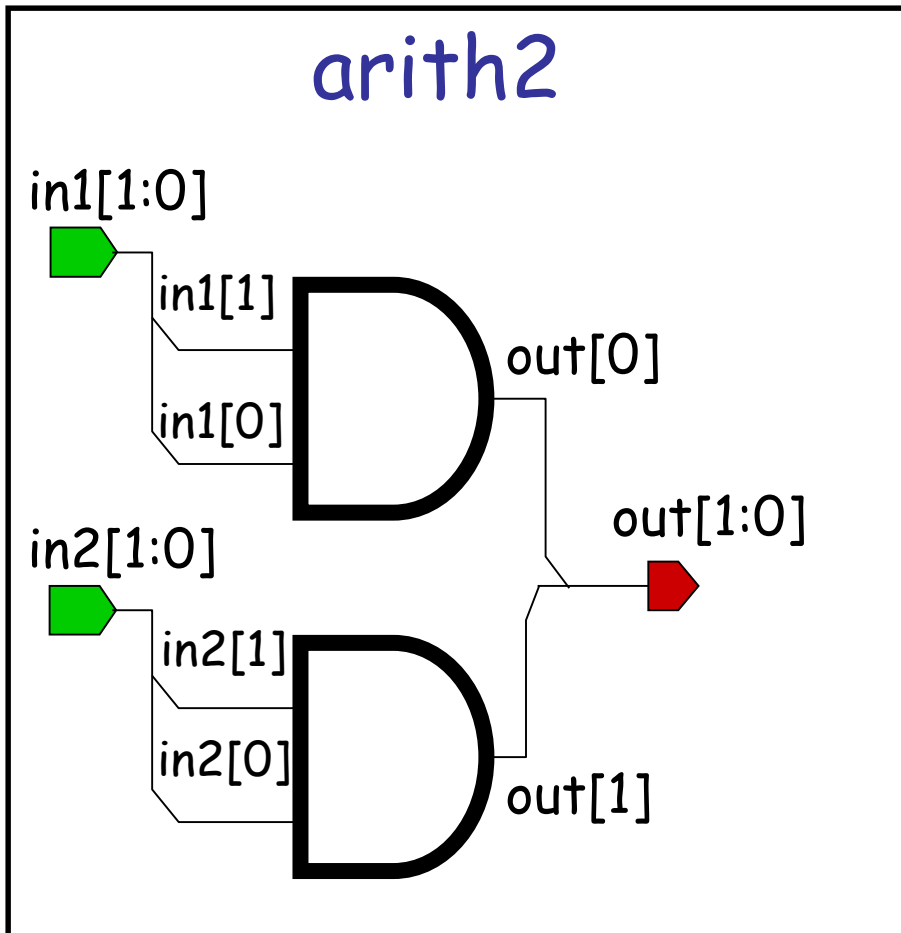 arith2
in1[1:0]
in1[1]
out[0]
in1[0]
out[1:0]
in2[1:0]
in2[1]
in2[0]
out[1]